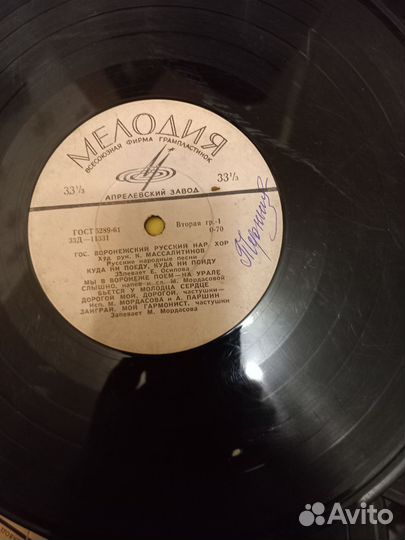 МЕЛОДИЯ
ВСЕСОЮЗНАЯ ФИРМА ГРАМПЛАСТИНОК
33⅓ 33⅓
АПРЕЛЕВСКИЙ ЗАВОД
ГОСТ 5289-61 Вторая гр.-1
33Д—11531 0-70
ГОС. ВОРОНЕЖСКИЙ РУССКИЙ НАР. ХОР
Худ. рук. К. МАССАЛИТИНОВ
Русские народные песни
КУДА НИ ПОЕДУ, КУДА НИ ПОЙДУ
Запевает Е. Осипова
МЫ В ВОРОНЕЖЕ ПОЕМ—НА УРАЛЕ
СЛЫШНО, напев и сл. М. Мордасовой
БЬЕТСЯ У МОЛОДЦА СЕРДЦЕ
ДОРОГОЙ МОЙ, ДОРОГОЙ, частушки—
Исп. М. МОРДАСОВА и А. ПАРШИН
ЗАИГРАЙ, МОЙ ГАРМОНИСТ, частушки
Запевает М. Мордасова
Avito